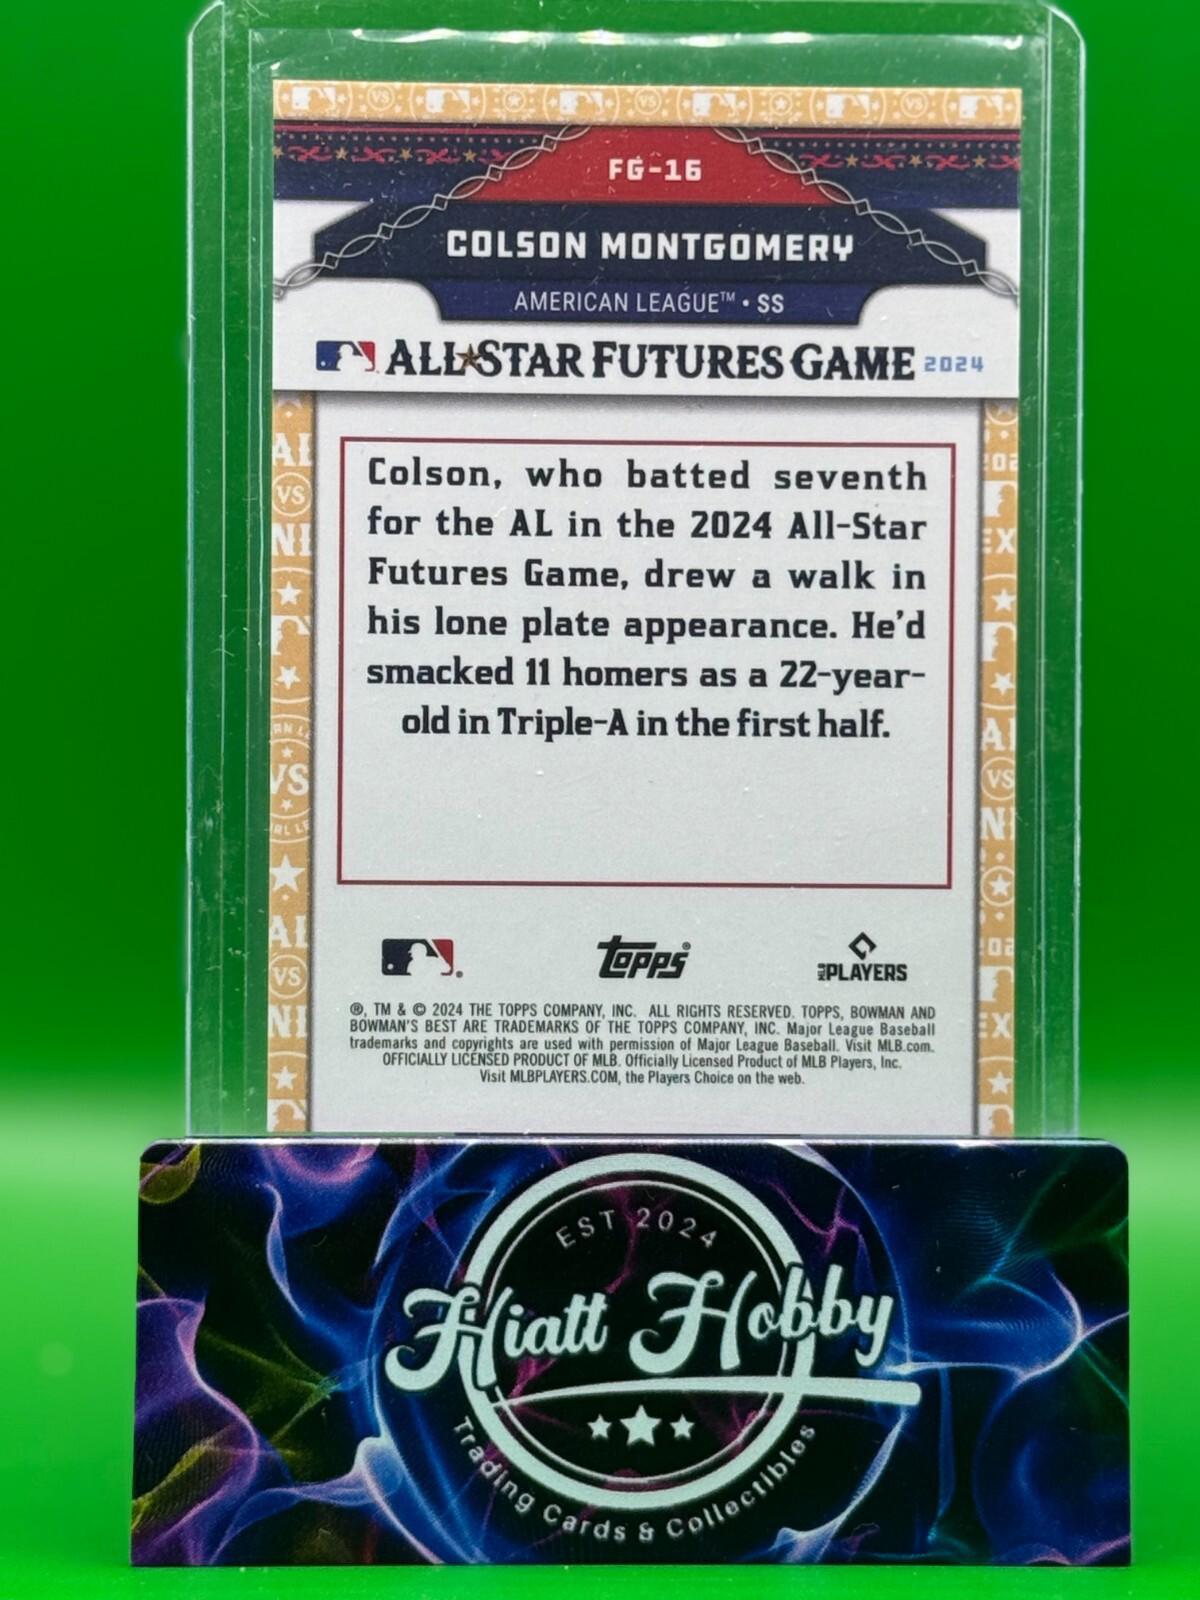 FG-16
COLSON MONTGOMERY
AMERICAN LEAGUE™ • SS
ALL★STAR FUTURES GAME 2024
Colson, who batted seventh
for the AL in the 2024 All-Star
Futures Game, drew a walk in
his lone plate appearance. He'd
smacked 11 homers as a 22-year-
old in Triple-A in the first half.
topps®
MLB PLAYERS
®, TM & © 2024 THE TOPPS COMPANY, INC. ALL RIGHTS RESERVED. TOPPS, BOWMAN AND
BOWMAN'S BEST ARE TRADEMARKS OF THE TOPPS COMPANY, INC. Major League Baseball
trademarks and copyrights are used with permission of Major League Baseball. Visit MLB.com.
OFFICIALLY LICENSED PRODUCT OF MLB. Officially Licensed Product of MLB Players, Inc.
Visit MLBPLAYERS.COM, the Players Choice on the web.
EST 2024
Hiatt Hobby
Trading Cards & Collectibles